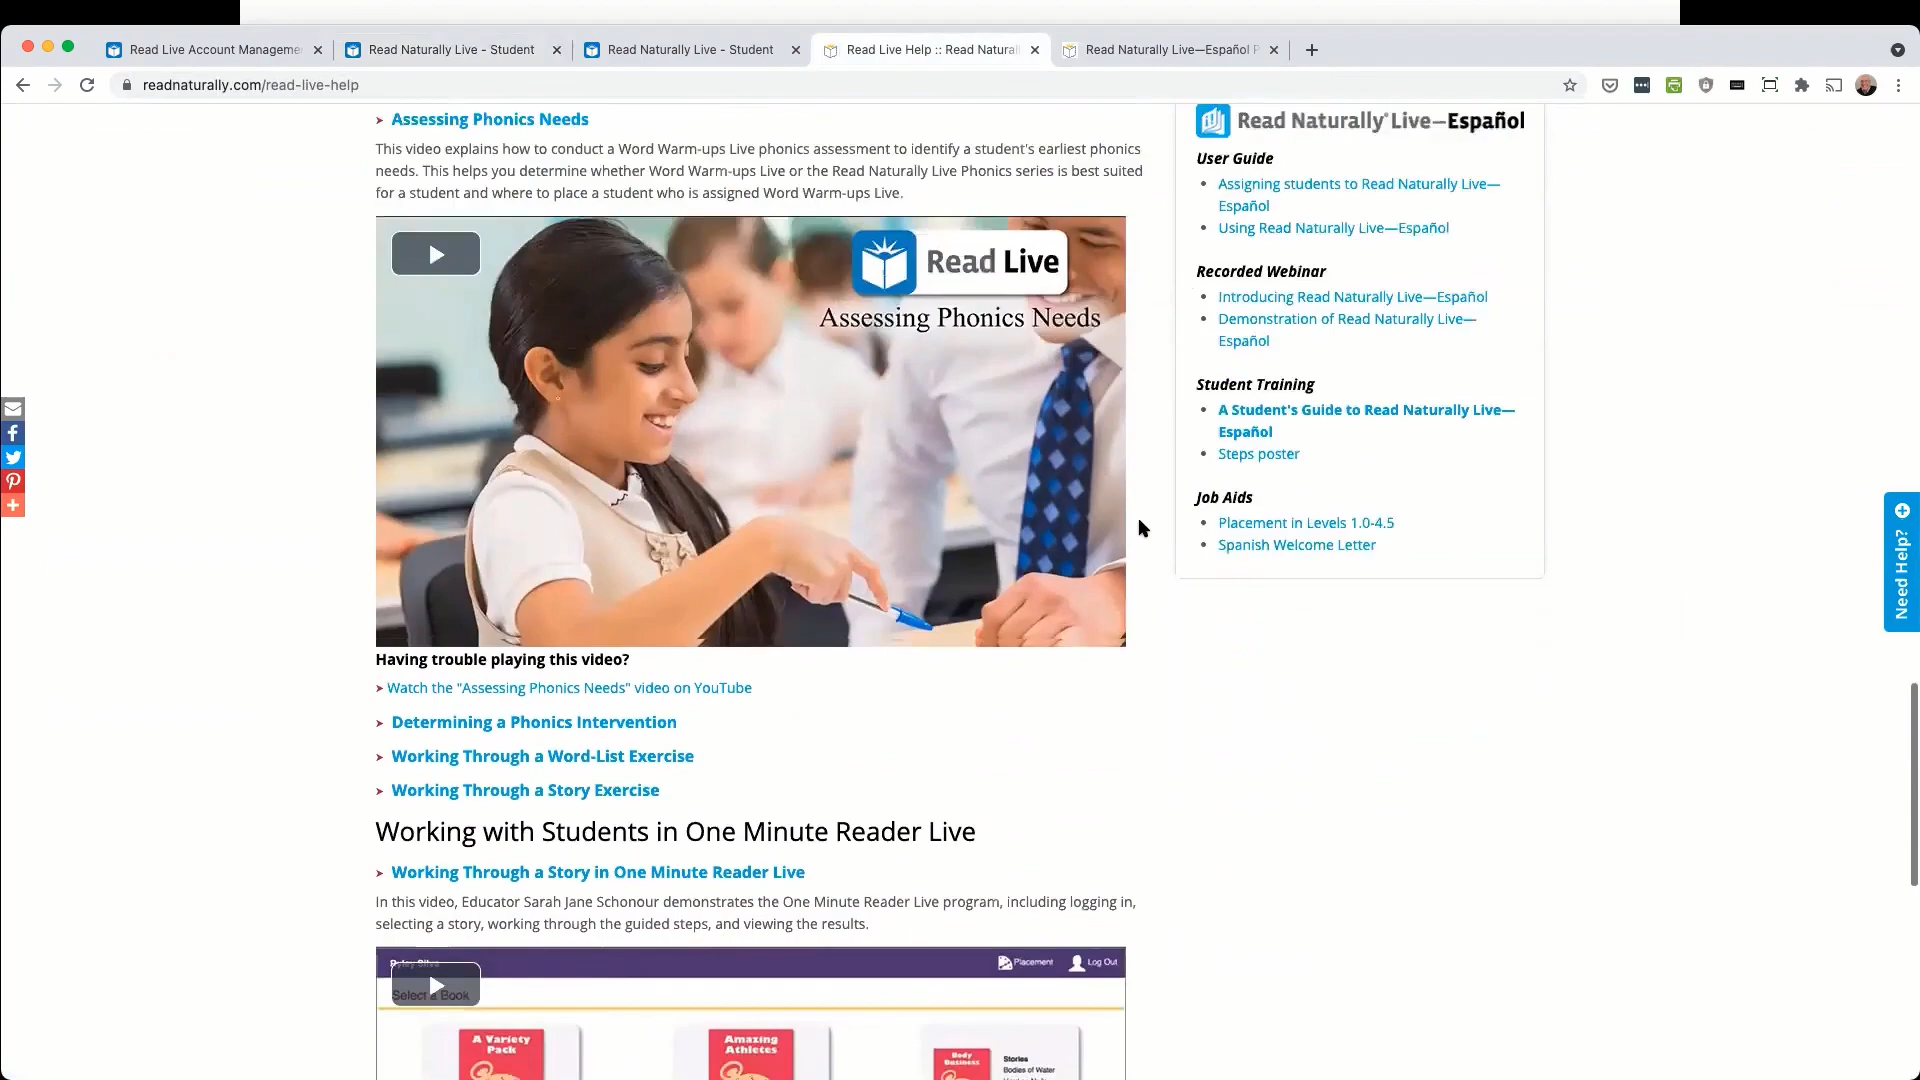 Read Live Account Manageme
Read Naturally Live - Student
Read Naturally Live - Student
Read Live Help :: Read Natural
Read Naturally Live—Español P
readnaturally.com/read-live-help
➤ Assessing Phonics Needs
This video explains how to conduct a Word Warm-ups Live phonics assessment to identify a student's earliest phonics
needs. This helps you determine whether Word Warm-ups Live or the Read Naturally Live Phonics series is best suited
for a student and where to place a student who is assigned Word Warm-ups Live.
Read Live
Assessing Phonics Needs
Having trouble playing this video?
➤ Watch the "Assessing Phonics Needs" video on YouTube
➤ Determining a Phonics Intervention
➤ Working Through a Word-List Exercise
➤ Working Through a Story Exercise
Working with Students in One Minute Reader Live
➤ Working Through a Story in One Minute Reader Live
In this video, Educator Sarah Jane Schonour demonstrates the One Minute Reader Live program, including logging in,
selecting a story, working through the guided steps, and viewing the results.
Placement
Log Out
Select a Book
A Variety
Pack
Amazing
Athletes
Body
Business
Stories
Bodies of Water
Read Naturally® Live—Español
User Guide
• Assigning students to Read Naturally Live—
Español
• Using Read Naturally Live—Español
Recorded Webinar
• Introducing Read Naturally Live—Español
• Demonstration of Read Naturally Live—
Español
Student Training
• A Student's Guide to Read Naturally Live—
Español
• Steps poster
Job Aids
• Placement in Levels 1.0-4.5
• Spanish Welcome Letter
Need Help?